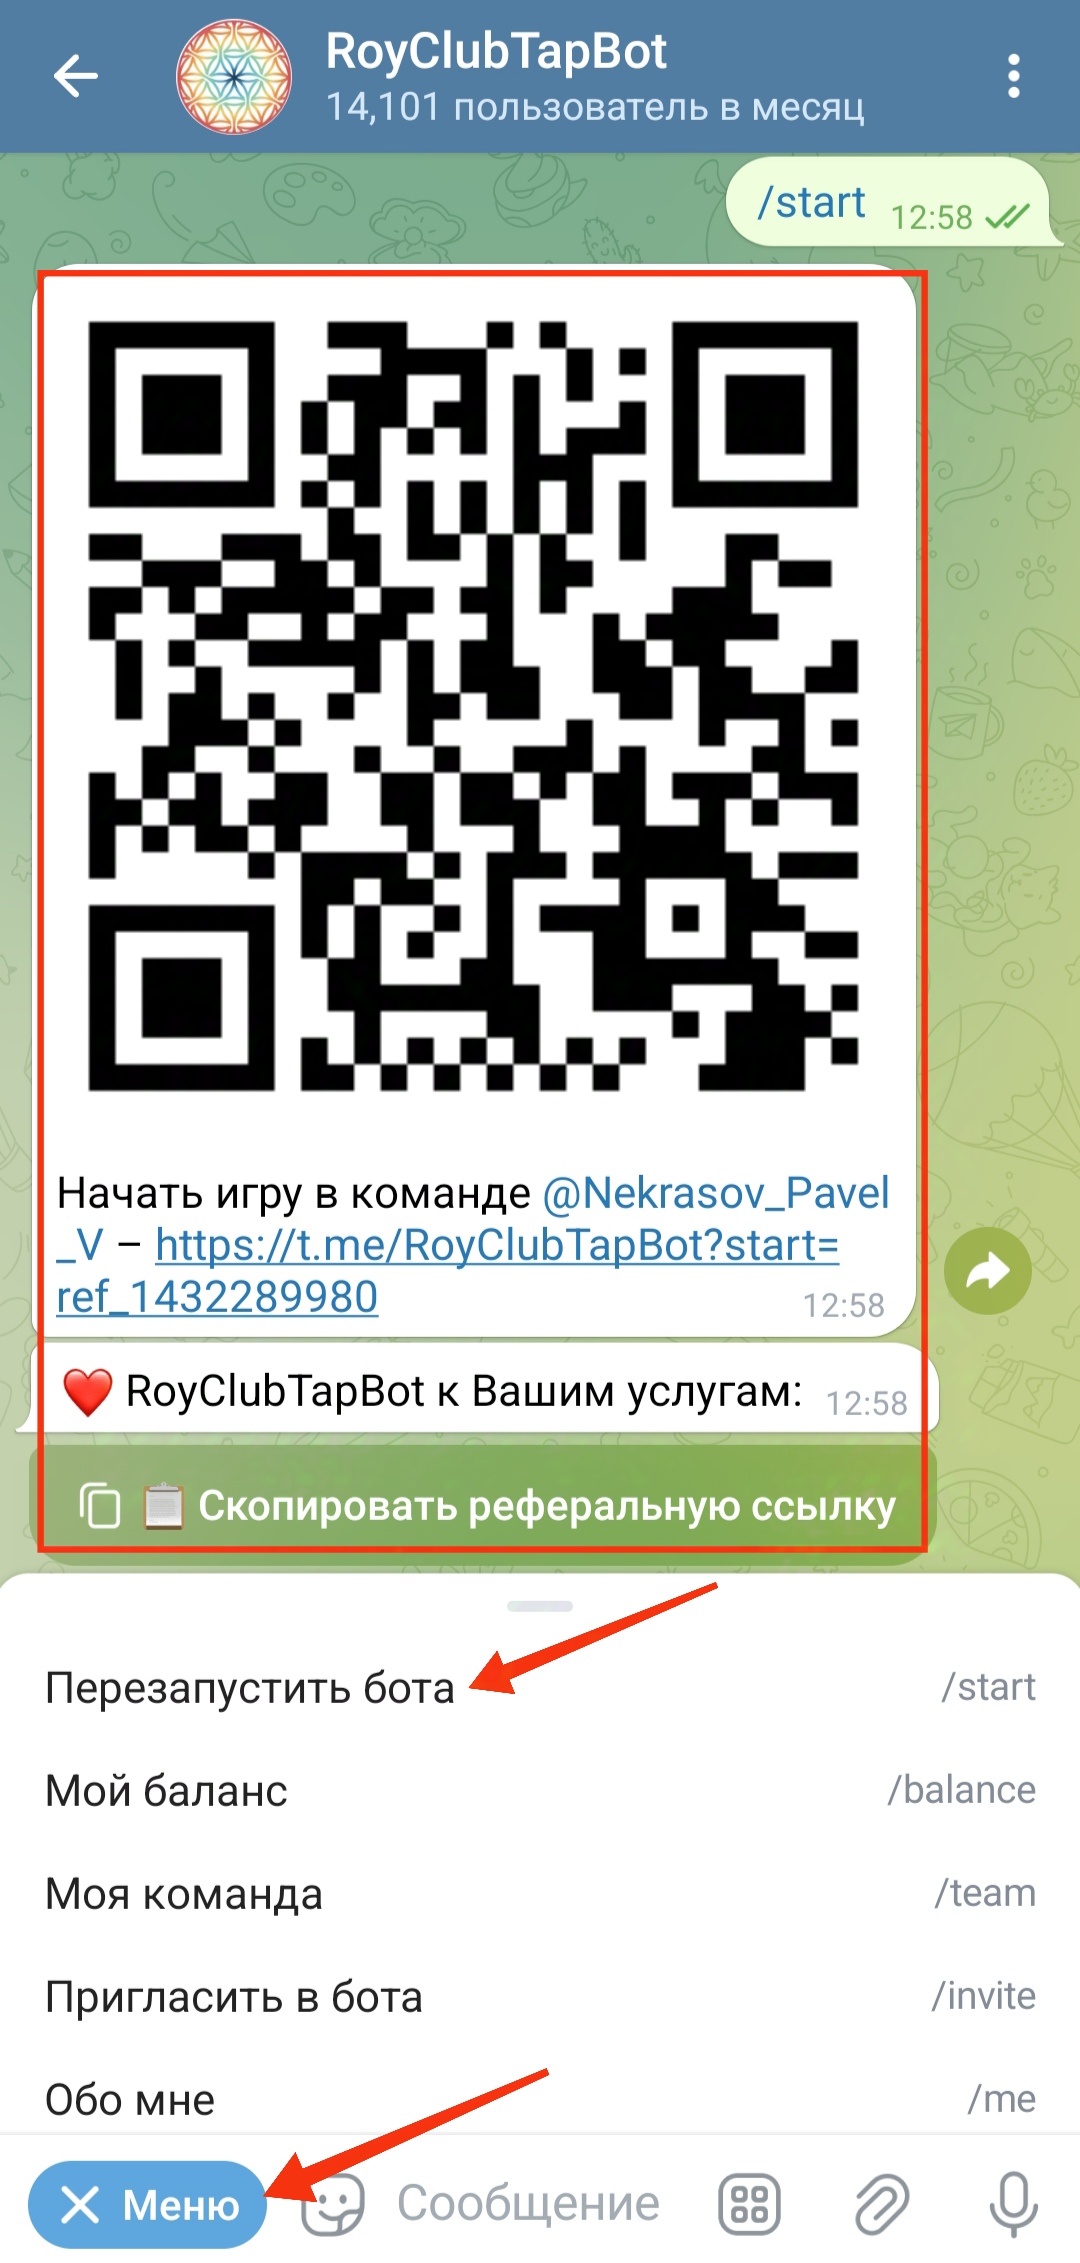 RoyClubTapBot
14,101 пользователь в месяц
/start 12:58
Начать игру в команде @Nekrasov_Pavel
_V – https://t.me/RoyClubTapBot?start=
ref_1432289980
12:58
RoyClubTapBot к Вашим услугам: 12:58
Скопировать реферальную ссылку
Перезапустить бота /start
Мой баланс /balance
Моя команда /team
Пригласить в бота /invite
Обо мне /me
Меню Сообщение